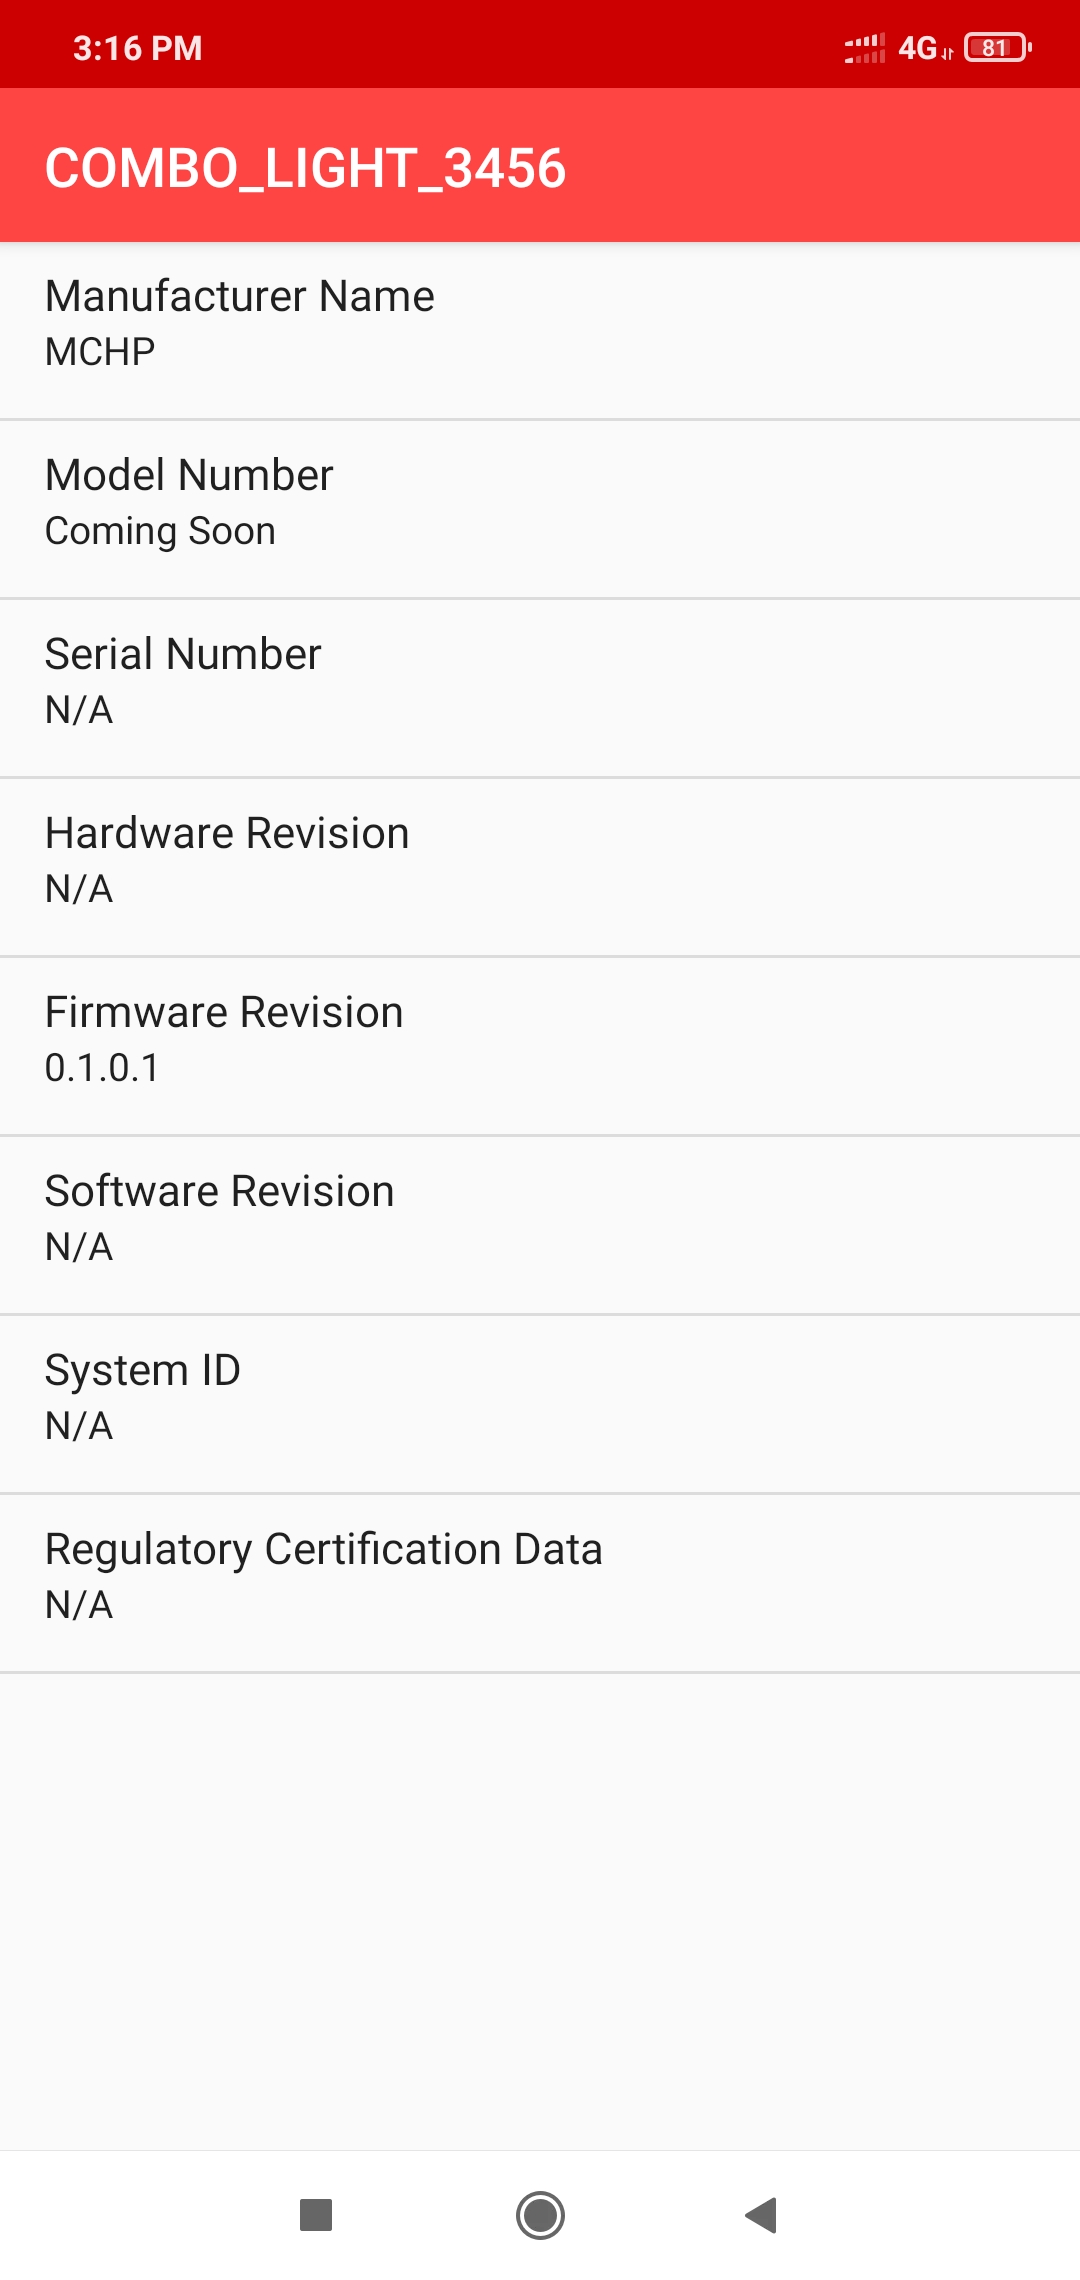 3:16 PM 4G 81
COMBO_LIGHT_3456
Manufacturer Name
MCHP
Model Number
Coming Soon
Serial Number
N/A
Hardware Revision
N/A
Firmware Revision
0.1.0.1
Software Revision
N/A
System ID
N/A
Regulatory Certification Data
N/A